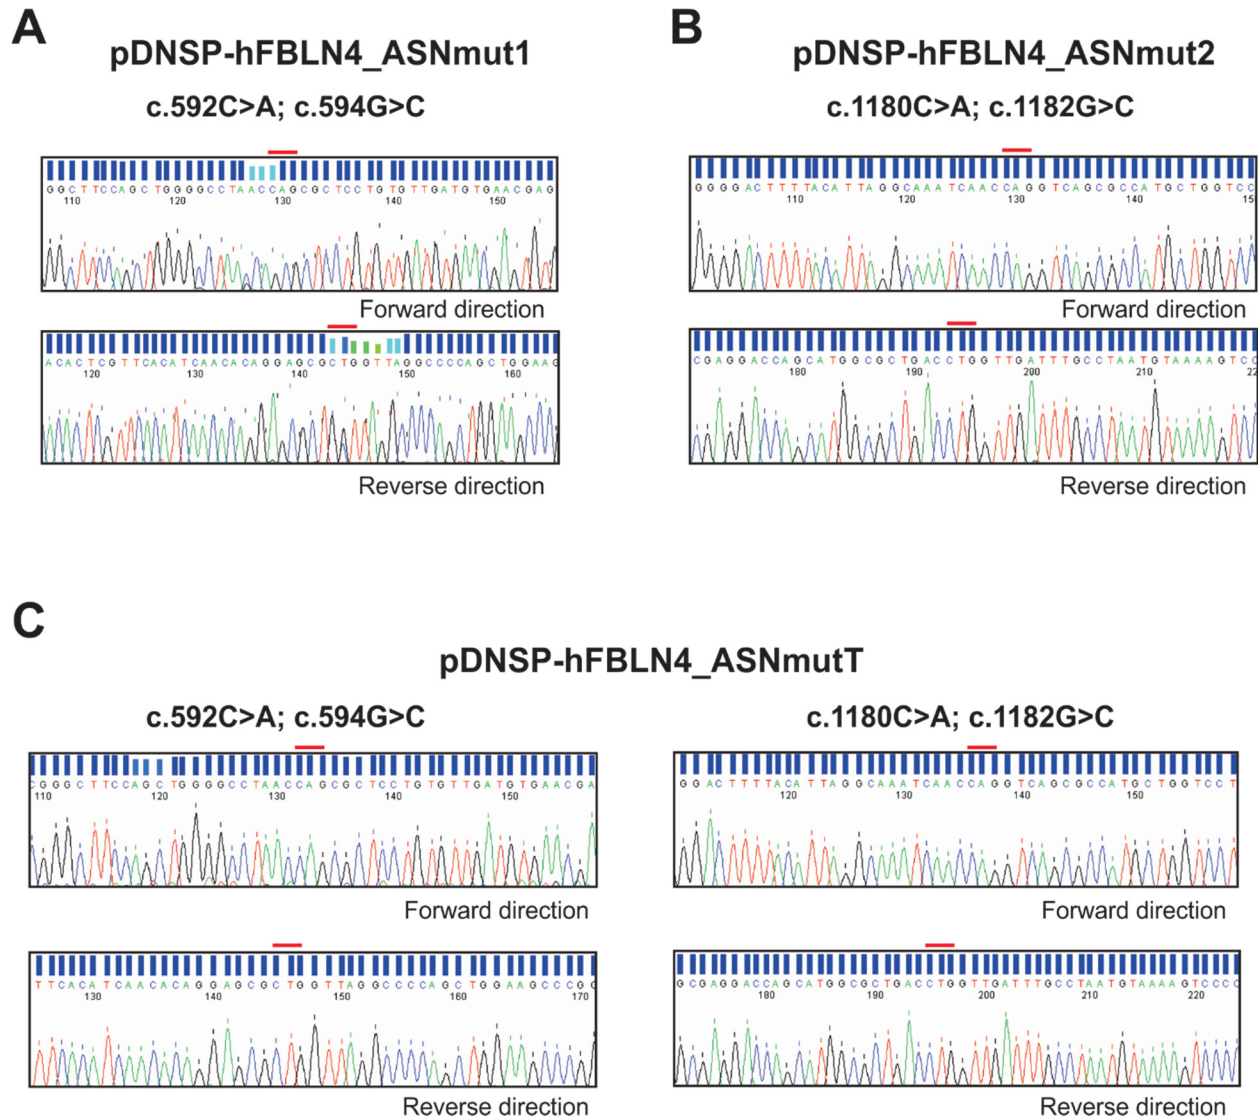 A
pDNSP-hFBLN4_ASNmut1
c.592C>A; c.594G>C
GGCTTCCAGCTGGGGCCTAACCAGCGCTCCTGTGTTGATGTGAACGAG
110 120 130 140 150
Forward direction
ACACTCGTTCACATCAACACAGGAGCGCTGGTTAGGCCCCAGCTGGAAG
120 130 140 150 160
Reverse direction
B
pDNSP-hFBLN4_ASNmut2
c.1180C>A; c.1182G>C
GGGGACTTTTACATTAGGCAAATCAACCAGGTCAGCGCCATGCTGGTCC
110 120 130 140 15
Forward direction
CGAGGACCAGCATGGCGCTGACCTGGTTGATTTGCCTAATGTAAAAGTCC
180 190 200 210 22
Reverse direction
C
pDNSP-hFBLN4_ASNmutT
c.592C>A; c.594G>C
CGGGCTTCCAGCTGGGGCCTAACCAGCGCTCCTGTGTTGATGTGAACGA
110 120 130 140 150
Forward direction
TTCACATCAACACAGGAGCGCTGGTTAGGCCCCAGCTGGAAGCCCGG
130 140 150 160 170
Reverse direction
c.1180C>A; c.1182G>C
GGACTTTTACATTAGGCAAATCAACCAGGTCAGCGCCATGCTGGTCCT
120 130 140 150
Forward direction
GCGAGGACCAGCATGGCGCTGACCTGGTTGATTTGCCTAATGTAAAAGTCCCC
180 190 200 210 220
Reverse direction